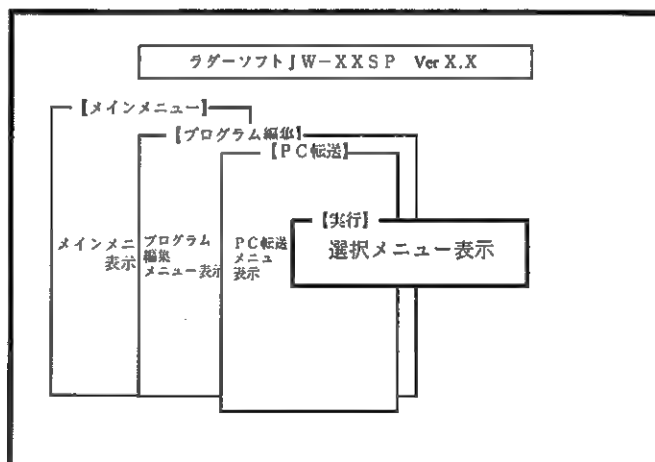 ラダーソフトJW－XXSP Ver X.X
【メインメニュー】
【プログラム編集】
【PC転送】
【実行】
選択メニュー表示
メインメニ
表示
プログラム
編集
メニュー表示
PC転送
メニュ
表示